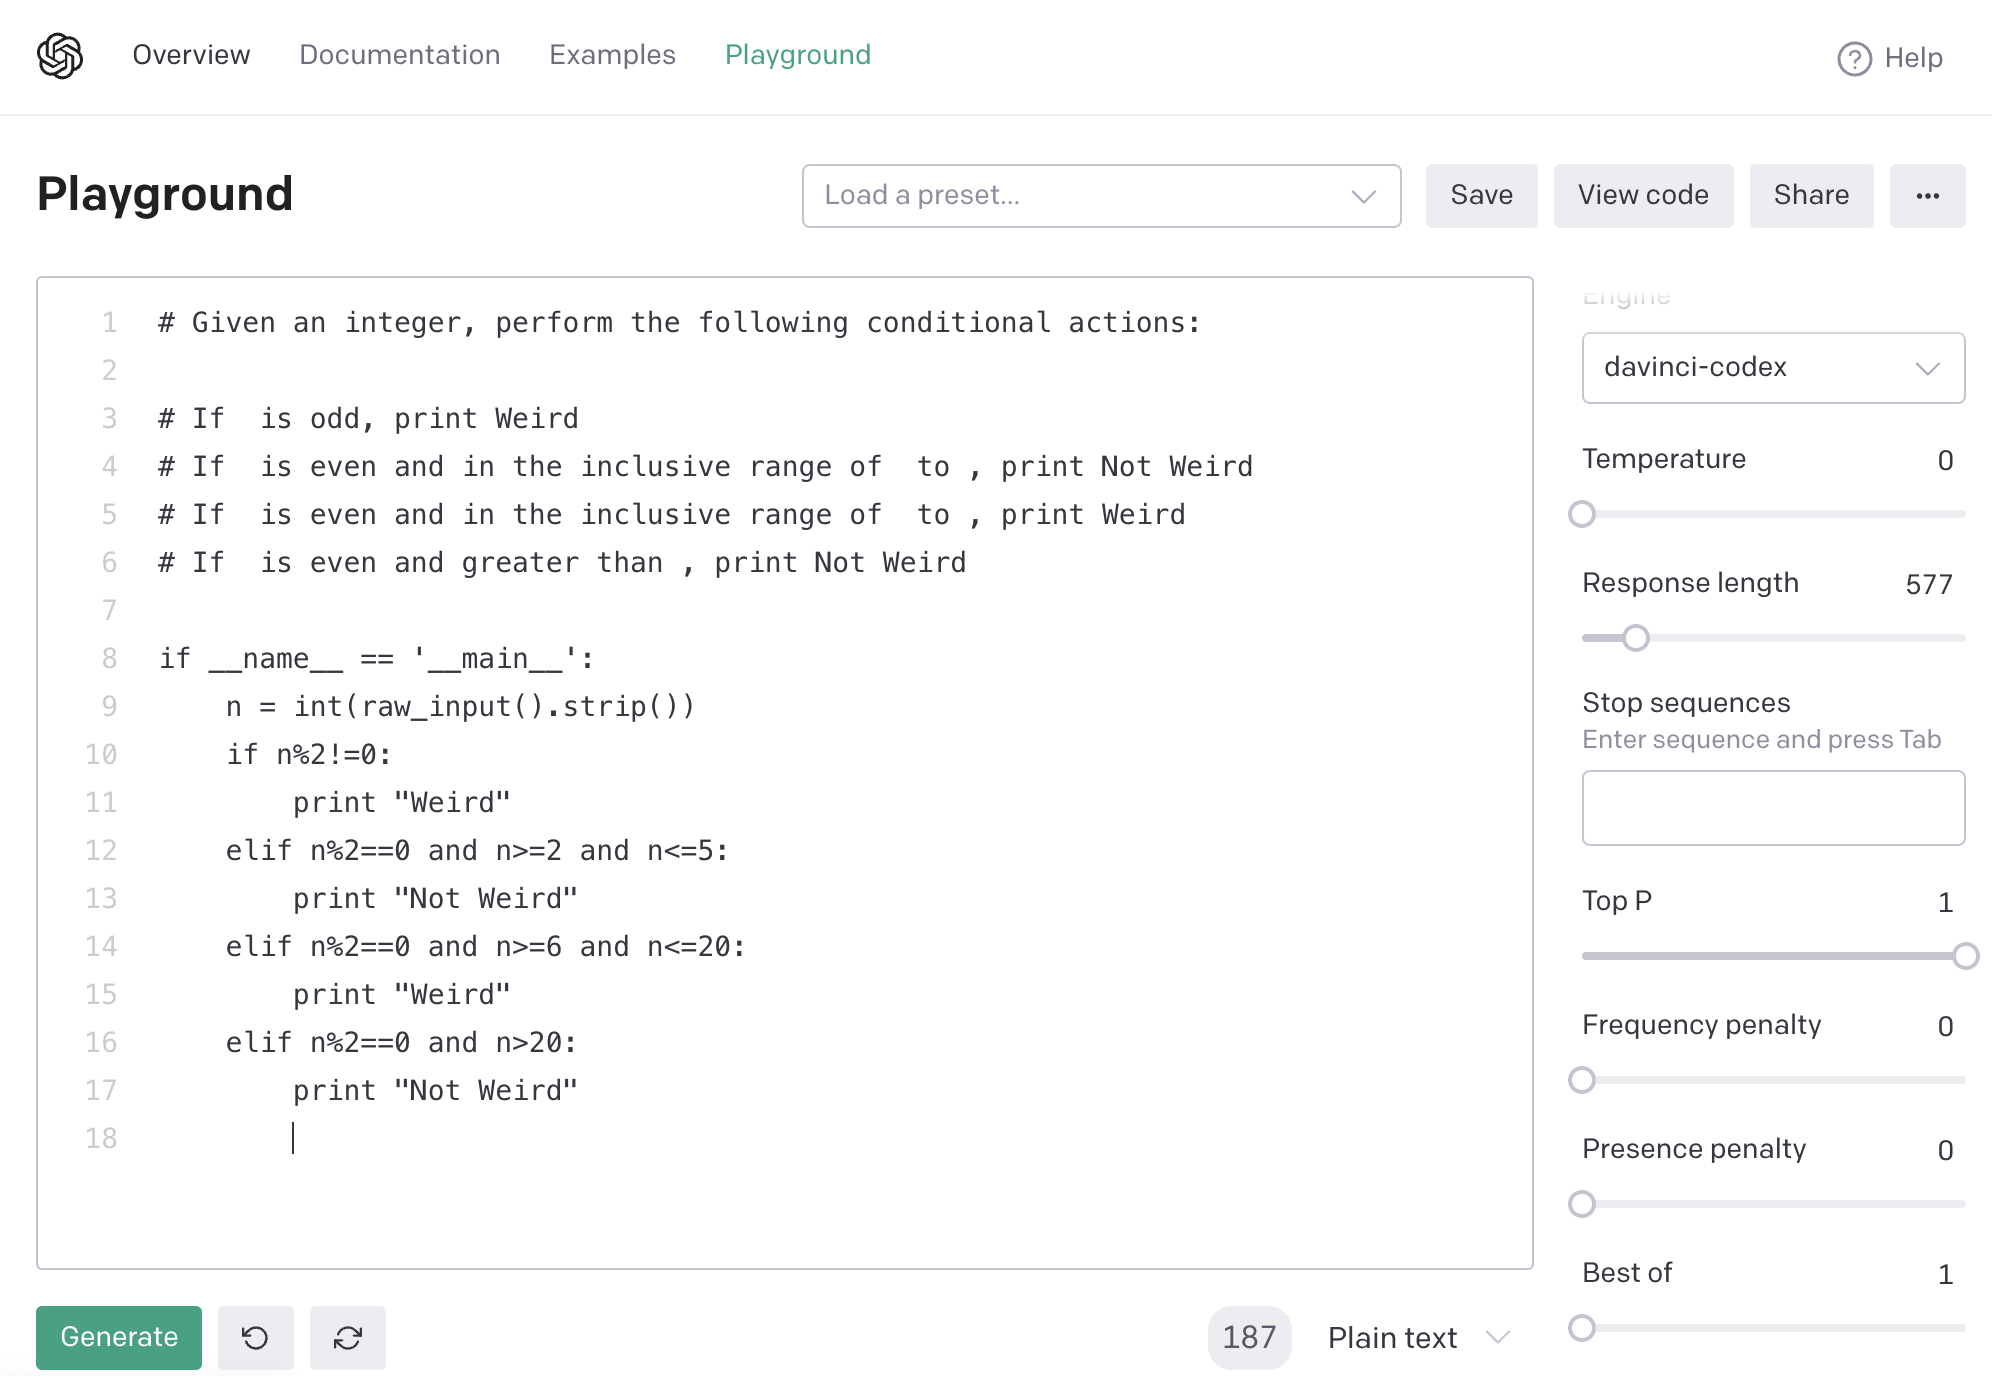 Overview Documentation Examples Playground Help
Playground Load a preset... Save View code Share ...
1 # Given an integer, perform the following conditional actions:
2
3 # If  is odd, print Weird
4 # If  is even and in the inclusive range of  to , print Not Weird
5 # If  is even and in the inclusive range of  to , print Weird
6 # If  is even and greater than , print Not Weird
7
8 if __name__ == '__main__':
9     n = int(raw_input().strip())
10     if n%2!=0:
11         print "Weird"
12     elif n%2==0 and n>=2 and n<=5:
13         print "Not Weird"
14     elif n%2==0 and n>=6 and n<=20:
15         print "Weird"
16     elif n%2==0 and n>20:
17         print "Not Weird"
18
Generate 187 Plain text
Engine
davinci-codex
Temperature 0
Response length 577
Stop sequences
Enter sequence and press Tab
Top P 1
Frequency penalty 0
Presence penalty 0
Best of 1